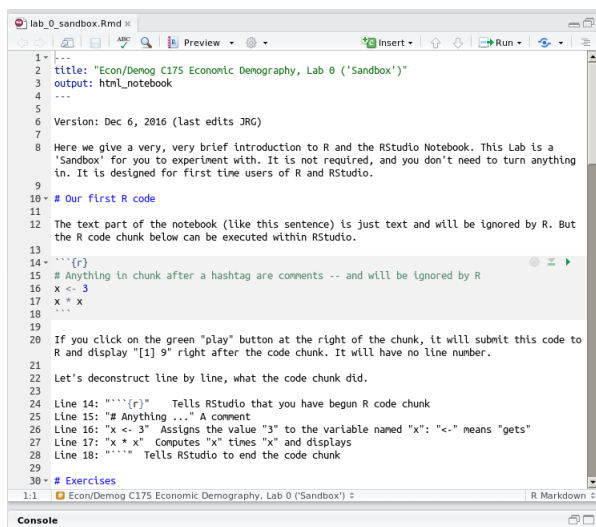 lab_0_sandbox.Rmd ×
ABC Preview Insert Run
1 ---
2 title: "Econ/Demog C175 Economic Demography, Lab 0 ('Sandbox')"
3 output: html_notebook
4 ---
5
6 Version: Dec 6, 2016 (last edits JRG)
7
8 Here we give a very, very brief introduction to R and the RStudio Notebook. This Lab is a
'Sandbox' for you to experiment with. It is not required, and you don't need to turn anything
in. It is designed for first time users of R and RStudio.
9
10 # Our first R code
11
12 The text part of the notebook (like this sentence) is just text and will be ignored by R. But
the R code chunk below can be executed within RStudio.
13
14 ```{r}
15 # Anything in chunk after a hashtag are comments -- and will be ignored by R
16 x <- 3
17 x * x
18 ```
19
20 If you click on the green "play" button at the right of the chunk, it will submit this code to
R and display "[1] 9" right after the code chunk. It will have no line number.
21
22 Let's deconstruct line by line, what the code chunk did.
23
24 Line 14: "```{r}"    Tells RStudio that you have begun R code chunk
25 Line 15: "# Anything ..." A comment
26 Line 16: "x <- 3"  Assigns the value "3" to the variable named "x": "<-" means "gets"
27 Line 17: "x * x"  Computes "x" times "x" and displays
28 Line 18: "```"  Tells RStudio to end the code chunk
29
30 # Exercises
1:1 Econ/Demog C175 Economic Demography, Lab 0 ('Sandbox') R Markdown
Console